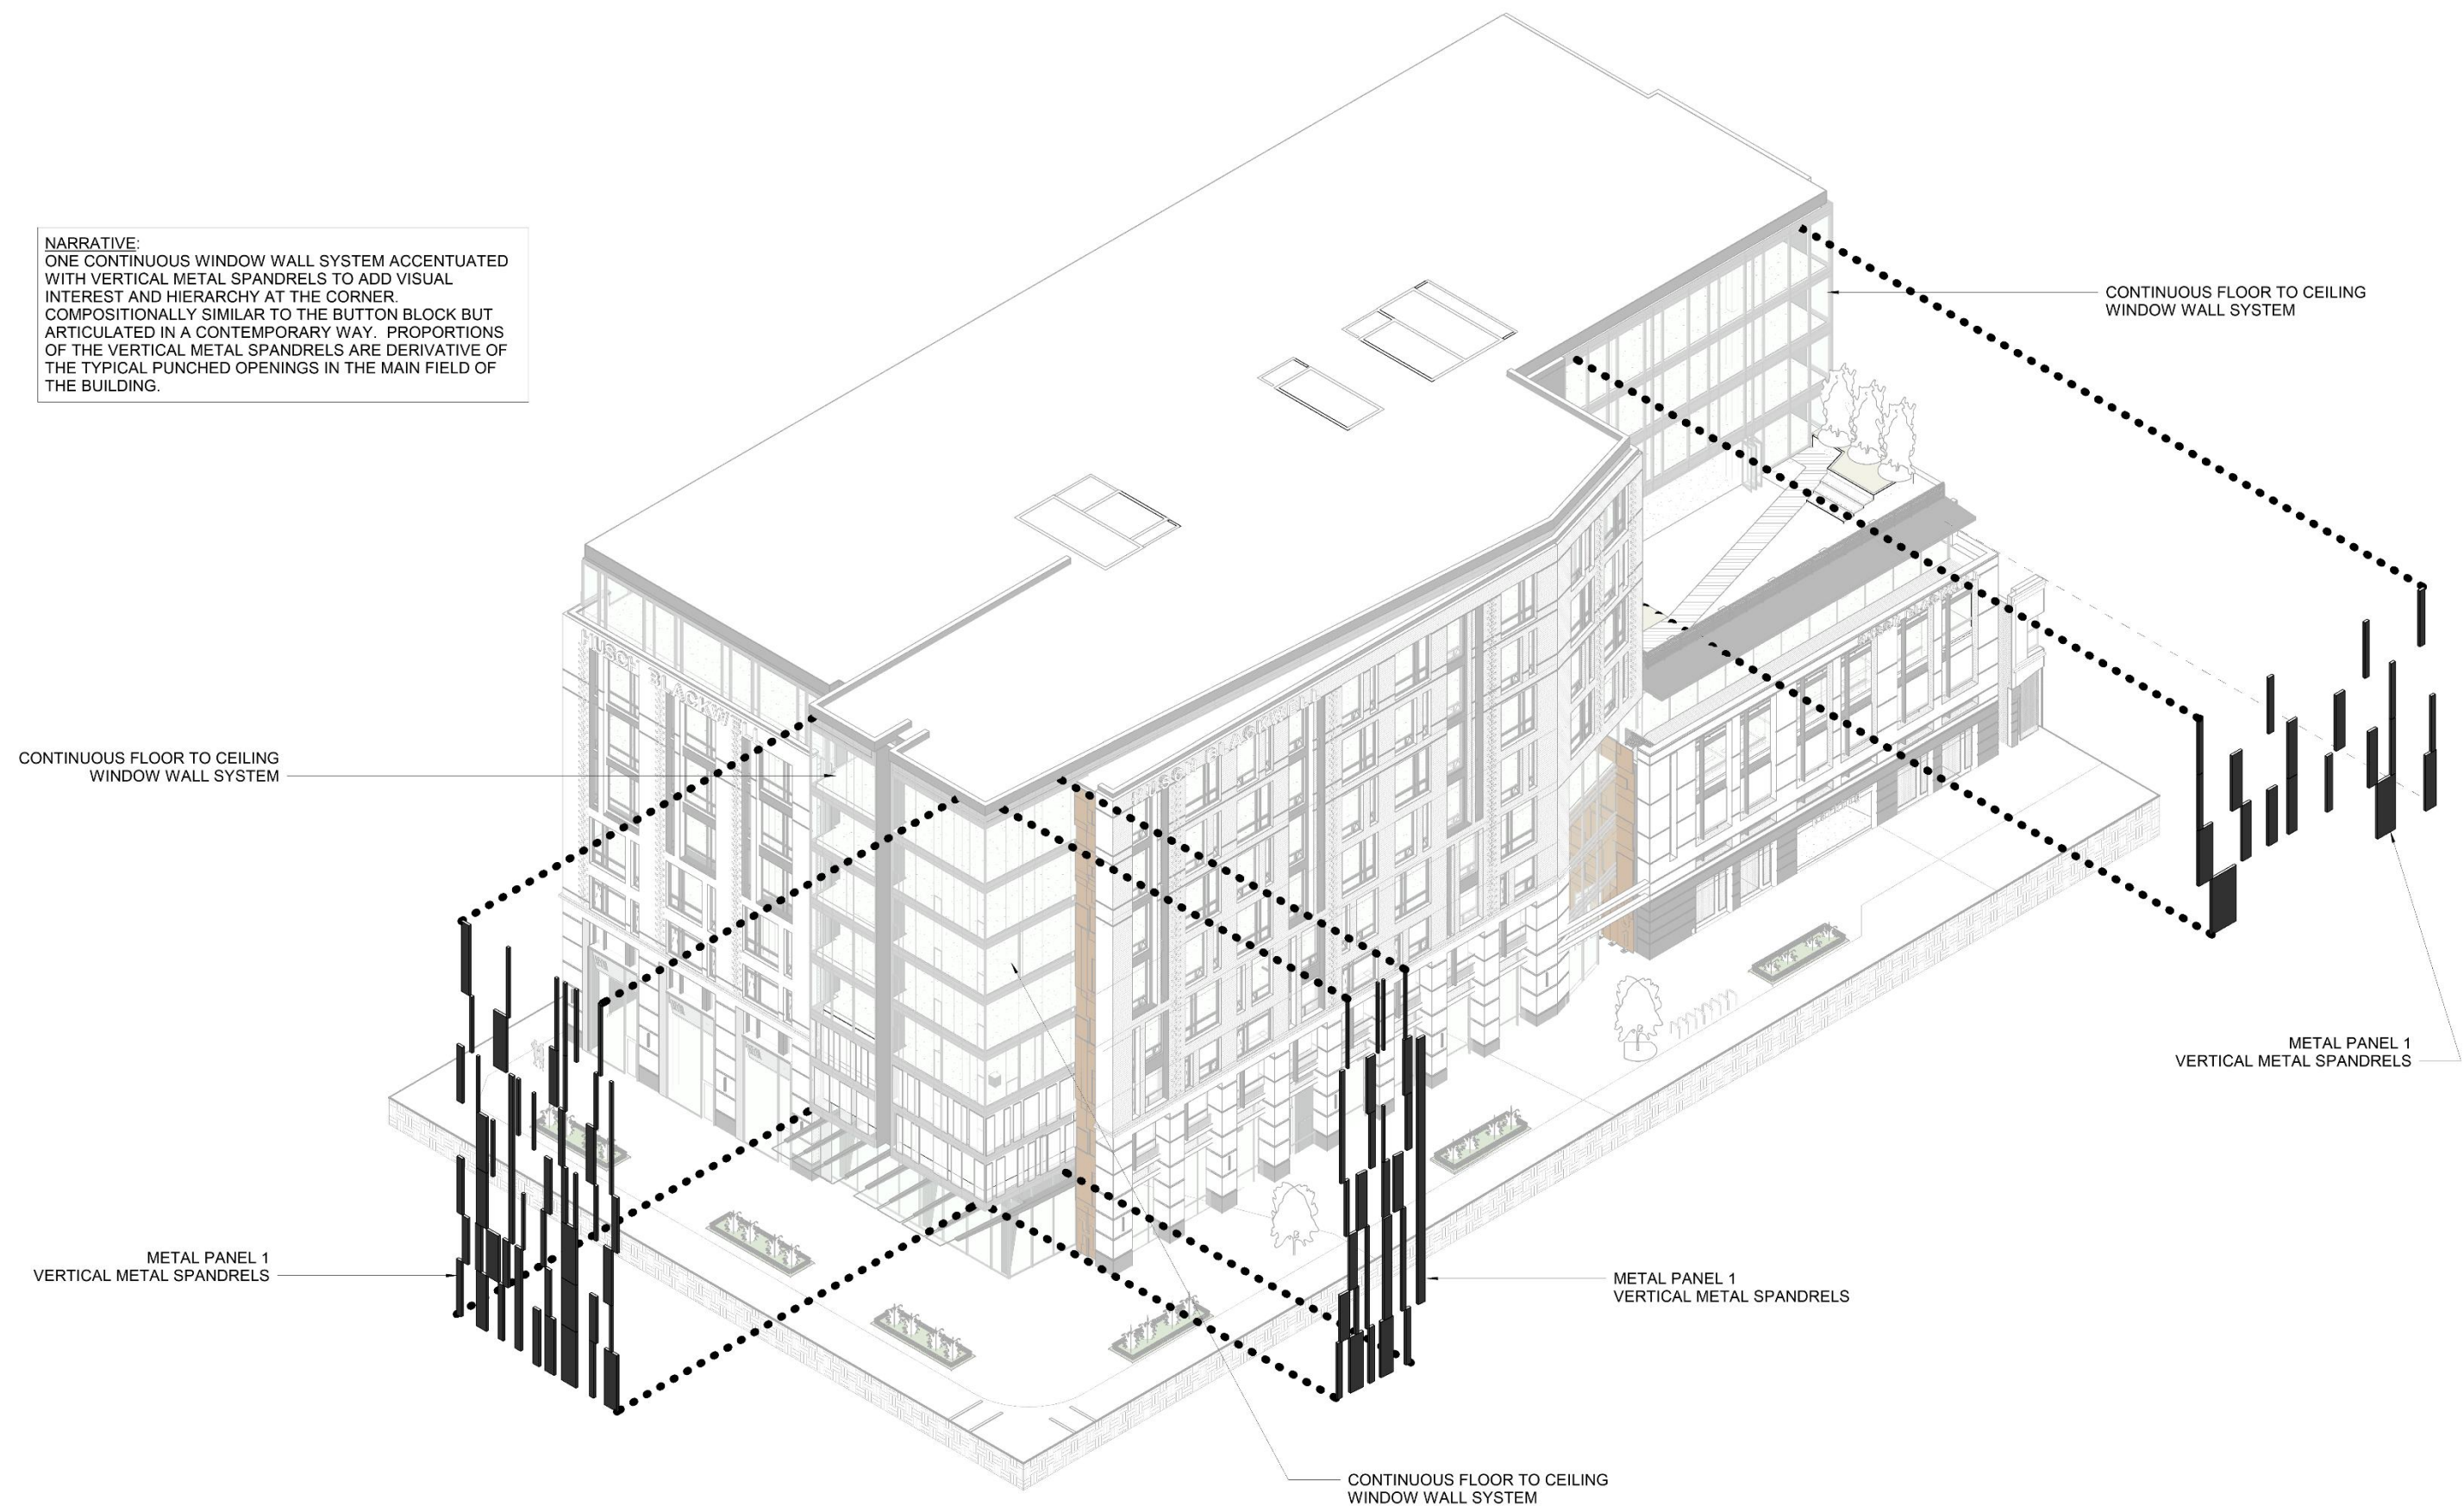 NARRATIVE:
ONE CONTINUOUS WINDOW WALL SYSTEM ACCENTUATED
WITH VERTICAL METAL SPANDRELS TO ADD VISUAL
INTEREST AND HIERARCHY AT THE CORNER.
COMPOSITIONALLY SIMILAR TO THE BUTTON BLOCK BUT
ARTICULATED IN A CONTEMPORARY WAY.  PROPORTIONS
OF THE VERTICAL METAL SPANDRELS ARE DERIVATIVE OF
THE TYPICAL PUNCHED OPENINGS IN THE MAIN FIELD OF
THE BUILDING.
CONTINUOUS FLOOR TO CEILING
WINDOW WALL SYSTEM
HUSCH BLACKWELL
HUSCH BLACKWELL
CONTINUOUS FLOOR TO CEILING
WINDOW WALL SYSTEM
METAL PANEL 1
VERTICAL METAL SPANDRELS
METAL PANEL 1
VERTICAL METAL SPANDRELS
METAL PANEL 1
VERTICAL METAL SPANDRELS
CONTINUOUS FLOOR TO CEILING
WINDOW WALL SYSTEM